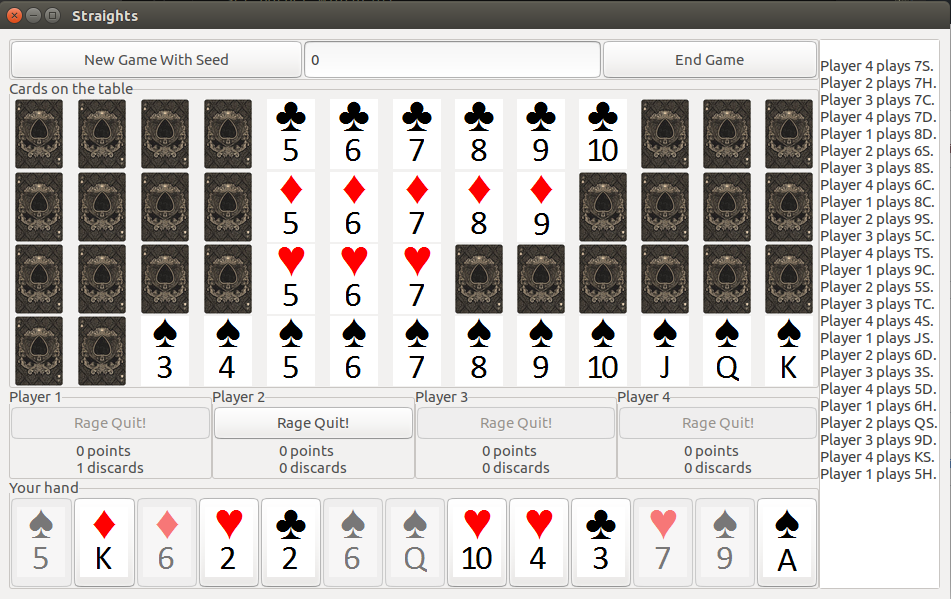 Straights
New Game With Seed
0
End Game
Cards on the table
5 6 7 8 9 10
5 6 7 8 9
5 6 7
3 4 5 6 7 8 9 10 J Q K
Player 1 Player 2 Player 3 Player 4
Rage Quit! Rage Quit! Rage Quit! Rage Quit!
0 points 0 points 0 points 0 points
1 discards 0 discards 0 discards 0 discards
Your hand
5 K 6 2 2 6 Q 10 4 3 7 9 A
Player 4 plays 7S.
Player 2 plays 7H.
Player 3 plays 7C.
Player 4 plays 7D.
Player 1 plays 8D.
Player 2 plays 6S.
Player 3 plays 8S.
Player 4 plays 6C.
Player 1 plays 8C.
Player 2 plays 9S.
Player 3 plays 5C.
Player 4 plays TS.
Player 1 plays 9C.
Player 2 plays 5S.
Player 3 plays TC.
Player 4 plays 4S.
Player 1 plays JS.
Player 2 plays 6D.
Player 3 plays 3S.
Player 4 plays 5D.
Player 1 plays 6H.
Player 2 plays QS.
Player 3 plays 9D.
Player 4 plays KS.
Player 1 plays 5H.